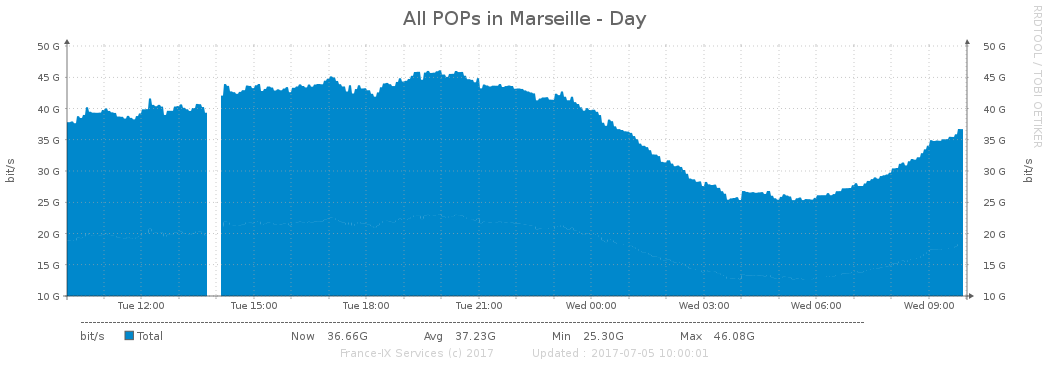 All POPs in Marseille - Day
RRDTOOL / TOBI OETIKER
50 G 50 G
45 G 45 G
40 G 40 G
35 G 35 G
30 G 30 G
25 G 25 G
20 G 20 G
15 G 15 G
10 G 10 G
bit/s bit/s
Tue 12:00 Tue 15:00 Tue 18:00 Tue 21:00 Wed 00:00 Wed 03:00 Wed 06:00 Wed 09:00
bit/s Total Now 36.66G Avg 37.23G Min 25.30G Max 46.08G
France-IX Services (c) 2017 Updated : 2017-07-05 10:00:01